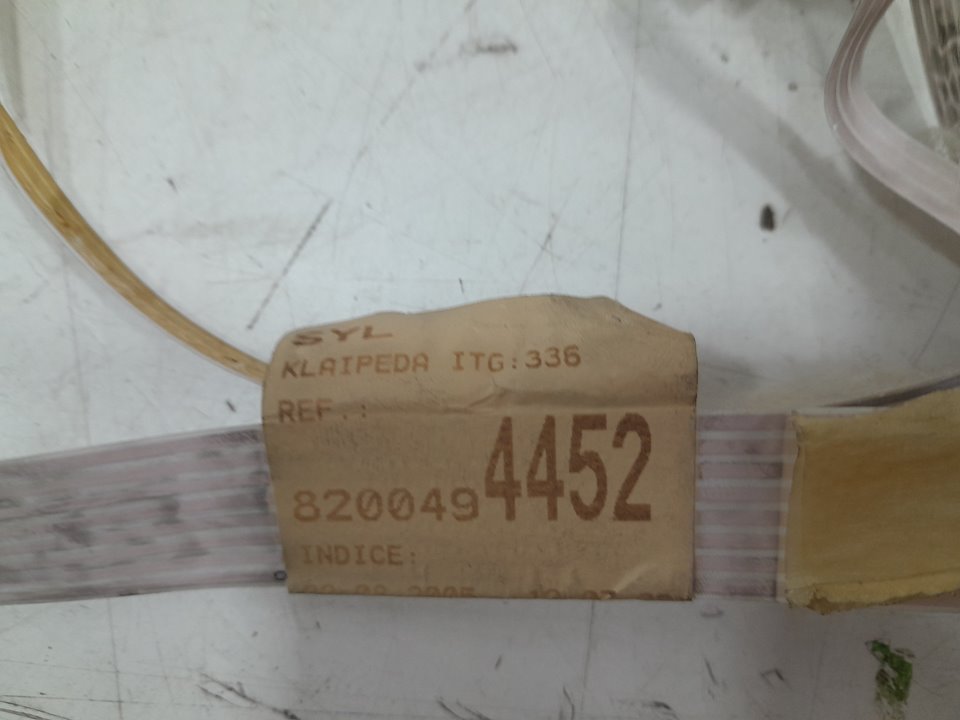 SYL
KLAIPEDA ITG:336
REF.:
8200494452
INDICE: